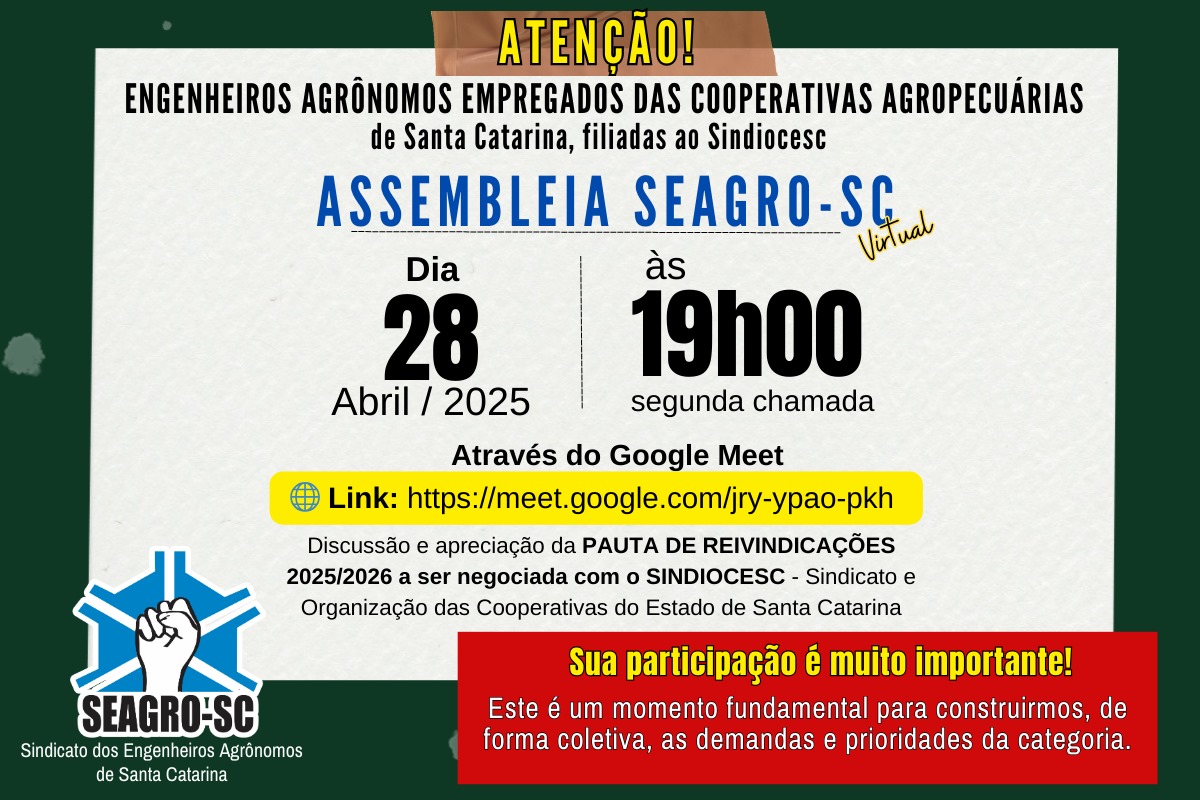 ATENÇÃO!
ENGENHEIROS AGRÔNOMOS EMPREGADOS DAS COOPERATIVAS AGROPECUÁRIAS
de Santa Catarina, filiadas ao Sindiocesc
ASSEMBLEIA SEAGRO-SC
Virtual
Dia
28
Abril / 2025
às
19h00
segunda chamada
Através do Google Meet
Link: https://meet.google.com/jry-ypao-pkh
Discussão e apreciação da PAUTA DE REIVINDICAÇÕES
2025/2026 a ser negociada com o SINDIOCESC - Sindicato e
Organização das Cooperativas do Estado de Santa Catarina
Sua participação é muito importante!
Este é um momento fundamental para construirmos, de
forma coletiva, as demandas e prioridades da categoria.
SEAGRO-SC
Sindicato dos Engenheiros Agrônomos
de Santa Catarina